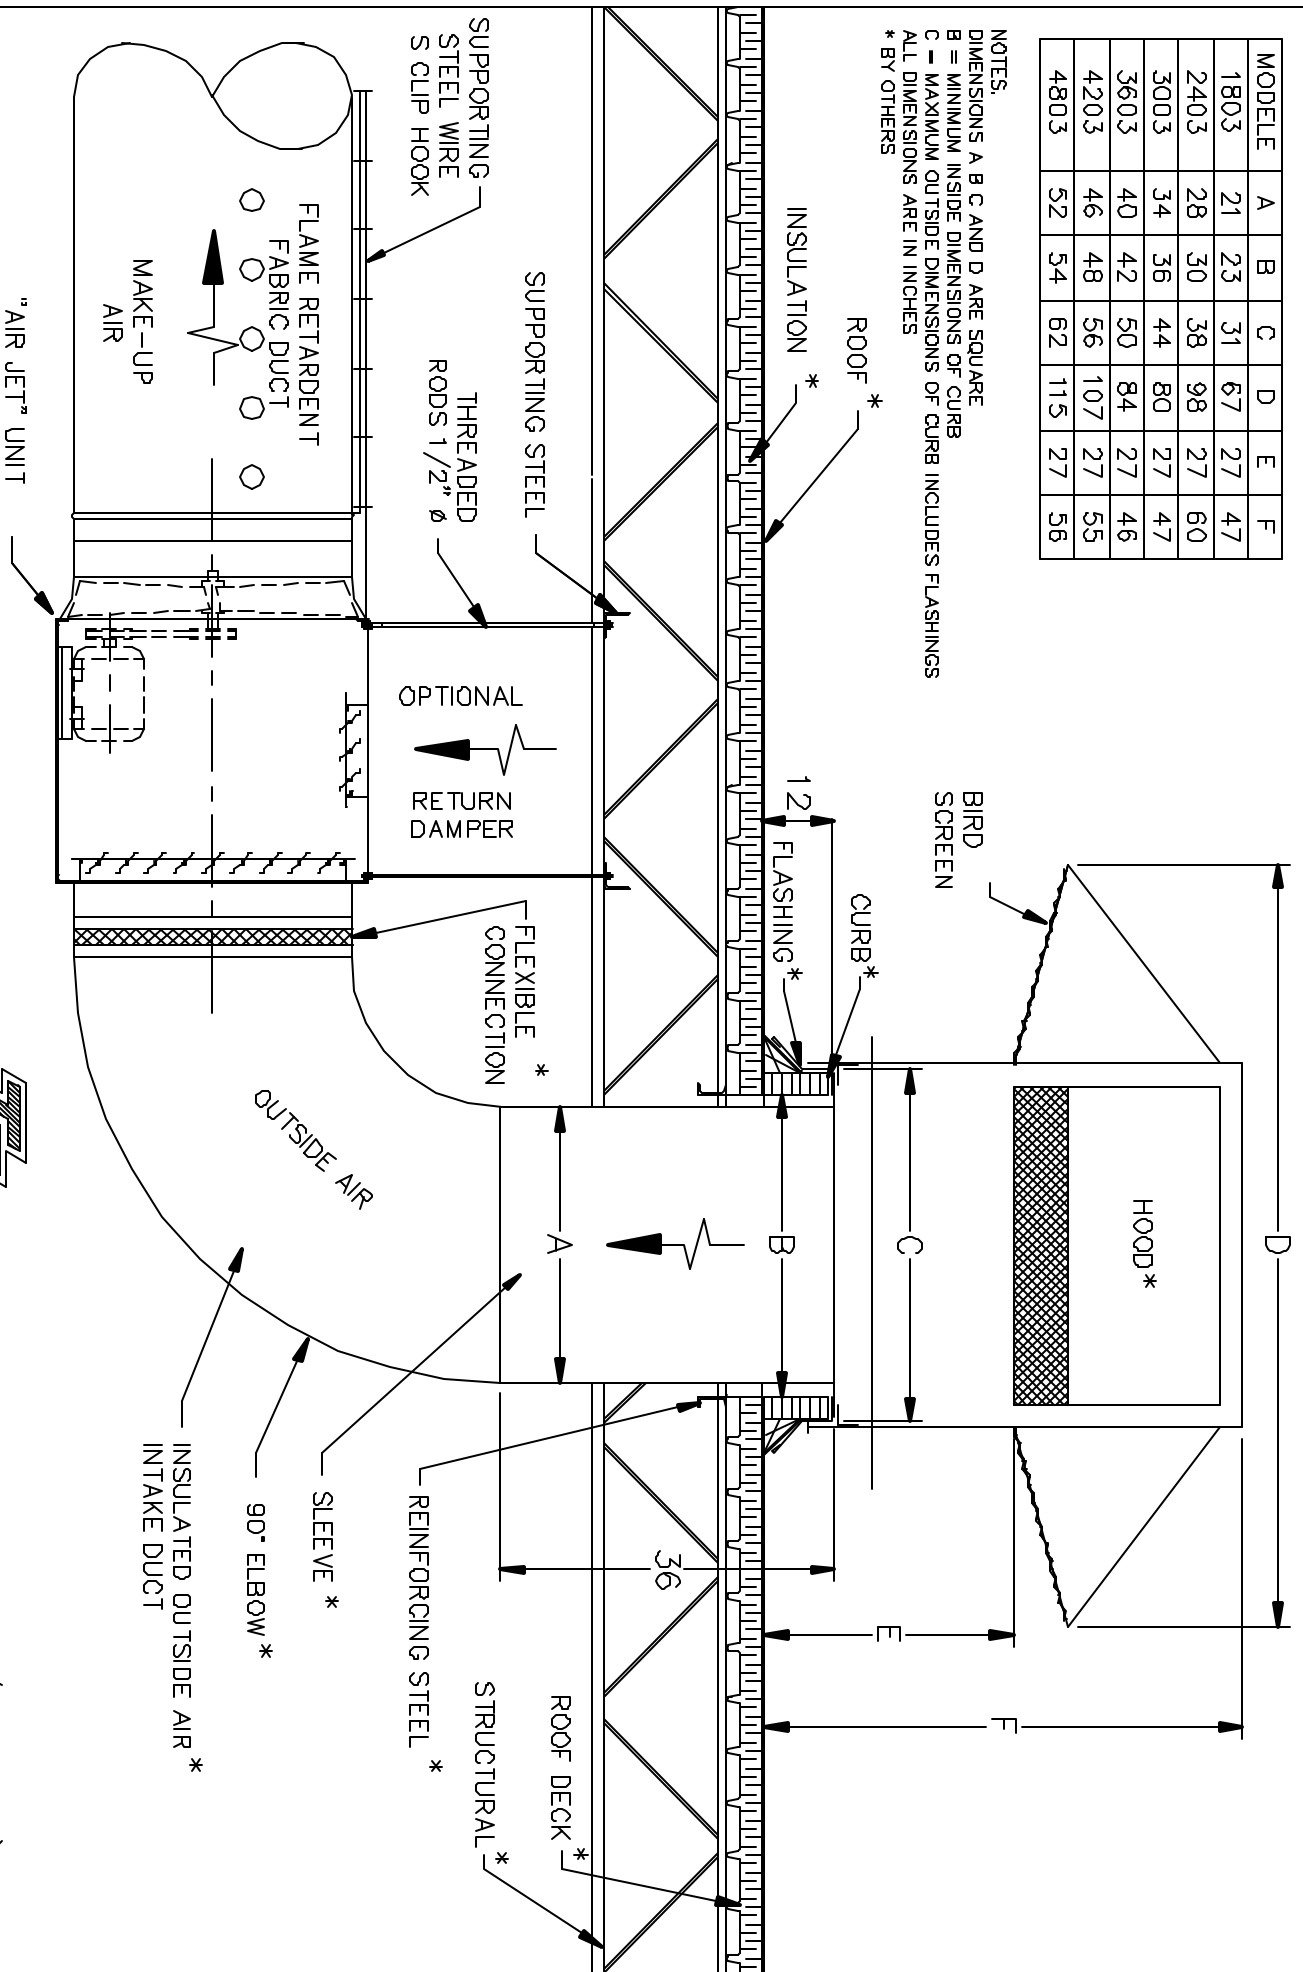 MODELE A B C D E F
1803 21 23 31 67 27 47
2403 28 30 38 98 27 60
3003 34 36 44 80 27 47
3603 40 42 50 84 27 46
4203 46 48 56 107 27 55
4803 52 54 62 115 27 56
NOTES:
DIMENSIONS A B C AND D ARE SQUARE
B = MINIMUM INSIDE DIMENSIONS OF CURB
C = MAXIMUM OUTSIDE DIMENSIONS OF CURB INCLUDES FLASHINGS
ALL DIMENSIONS ARE IN INCHES
* BY OTHERS
D
HOOD*
BIRD
SCREEN
F
C
E
CURB*
ROOF *
12
FLASHING*
INSULATION *
B
36
A
ROOF DECK *
STRUCTURAL *
SUPPORTING STEEL
SUPPORTING
STEEL WIRE
S CLIP HOOK
THREADED
RODS 1/2" ø
OPTIONAL
RETURN
DAMPER
FLEXIBLE *
CONNECTION
REINFORCING STEEL *
SLEEVE *
90° ELBOW *
INSULATED OUTSIDE AIR *
INTAKE DUCT
OUTSIDE AIR
FLAME RETARDENT
FABRIC DUCT
MAKE-UP
AIR
"AIR JET" UNIT